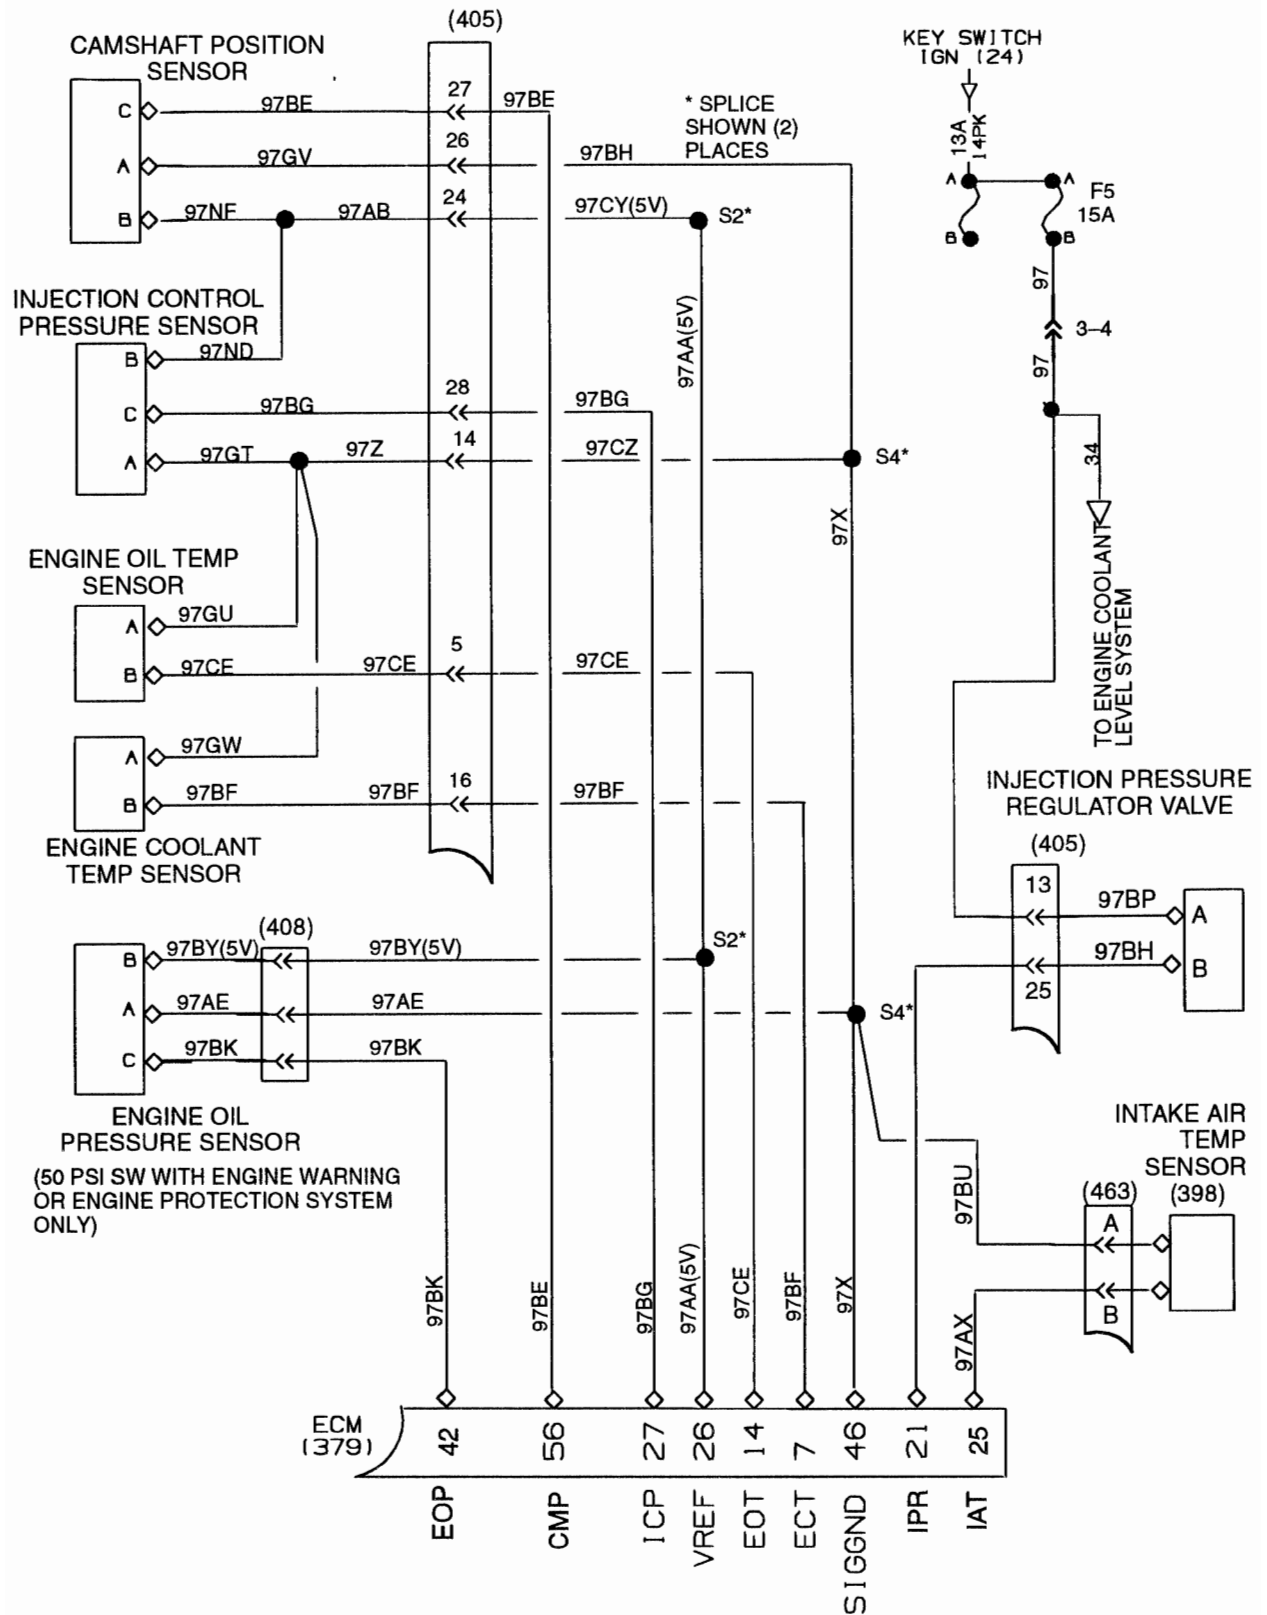 (405)
CAMSHAFT POSITION
SENSOR
C 97BE 27 97BE
A 97GV 26 97BH
B 97NF 97AB 24 97CY(5V) S2*
* SPLICE
SHOWN (2)
PLACES
KEY SWITCH
IGN (24)
13A
14PK
A A
F5
15A
B B
97
3-4
97
34
TO ENGINE COOLANT
LEVEL SYSTEM
INJECTION CONTROL
PRESSURE SENSOR
B 97ND
97AA(5V)
C 97BG 28 97BG
A 97GT 97Z 14 97CZ S4*
97X
ENGINE OIL TEMP
SENSOR
A 97GU
B 97CE 97CE 5 97CE
A 97GW
B 97BF 97BF 16 97BF
ENGINE COOLANT
TEMP SENSOR
INJECTION PRESSURE
REGULATOR VALVE
(405)
13 97BP A
97BH B
25
(408)
B 97BY(5V) 97BY(5V) S2*
A 97AE 97AE S4*
C 97BK 97BK
ENGINE OIL
PRESSURE SENSOR
(50 PSI SW WITH ENGINE WARNING
OR ENGINE PROTECTION SYSTEM
ONLY)
INTAKE AIR
TEMP
SENSOR
(463) (398)
A
B
97BU
97AX
97BK
97BE
97BG
97AA(5V)
97CE
97BF
97X
ECM
(379)
42 56 27 26 14 7 46 21 25
EOP
CMP
ICP
VREF
EOT
ECT
SIGGND
IPR
IAT